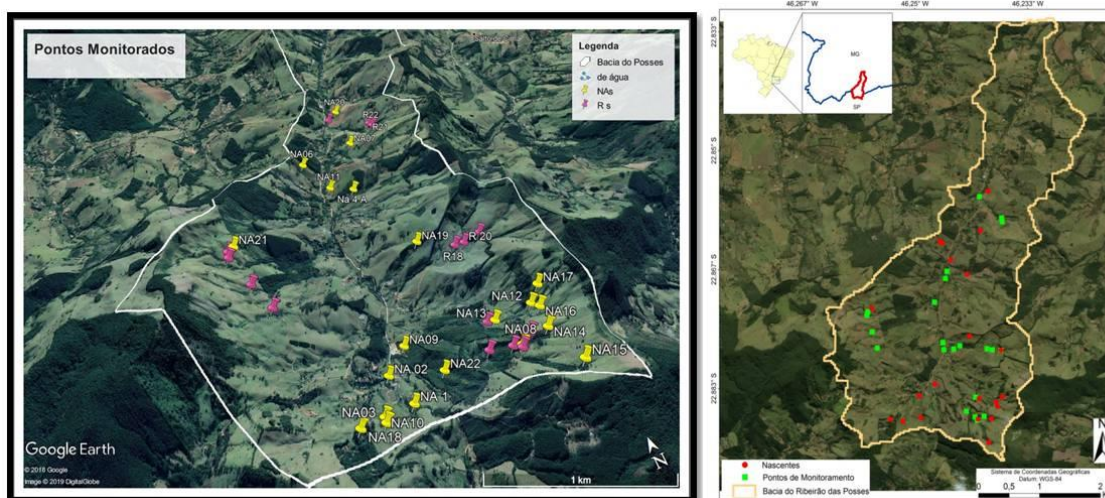 Pontos Monitorados
Legenda
Bacia do Posses
de água
NAs
R s
NA20
R22
NA06
NA11
Na 4 A
NA21
NA19
R 20
R18
NA17
NA12
NA16
NA13
NA14
NA08
NA09
NA15
NA22
NA 02
NA 1
NA03
NA10
NA18
Google Earth
© 2018 Google
Image © 2019 DigitalGlobe
N
1 km
46,267° W
46,25° W
46,233° W
22,833° S
22,85° S
22,867° S
22,883° S
MG
SP
N
Nascentes
Pontos de Monitoramento
Bacia do Ribeirão das Posses
Sistema de Coordenadas Geográficas
Datum: WGS-84
0 0,5 1 2